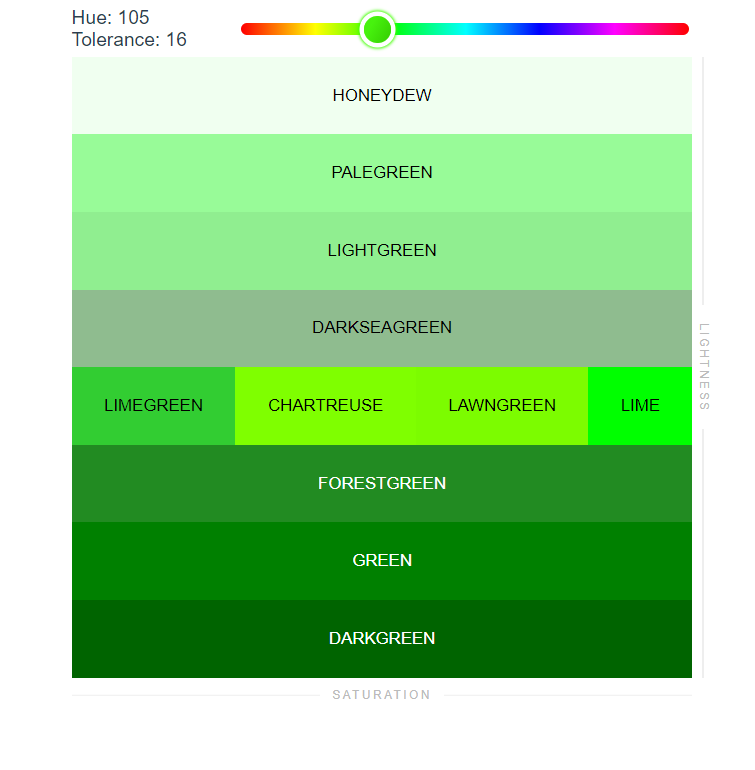 Hue: 105
Tolerance: 16
HONEYDEW
PALEGREEN
LIGHTGREEN
DARKSEAGREEN
LIGHTNESS
LIMEGREEN CHARTREUSE LAWNGREEN LIME
FORESTGREEN
GREEN
DARKGREEN
SATURATION